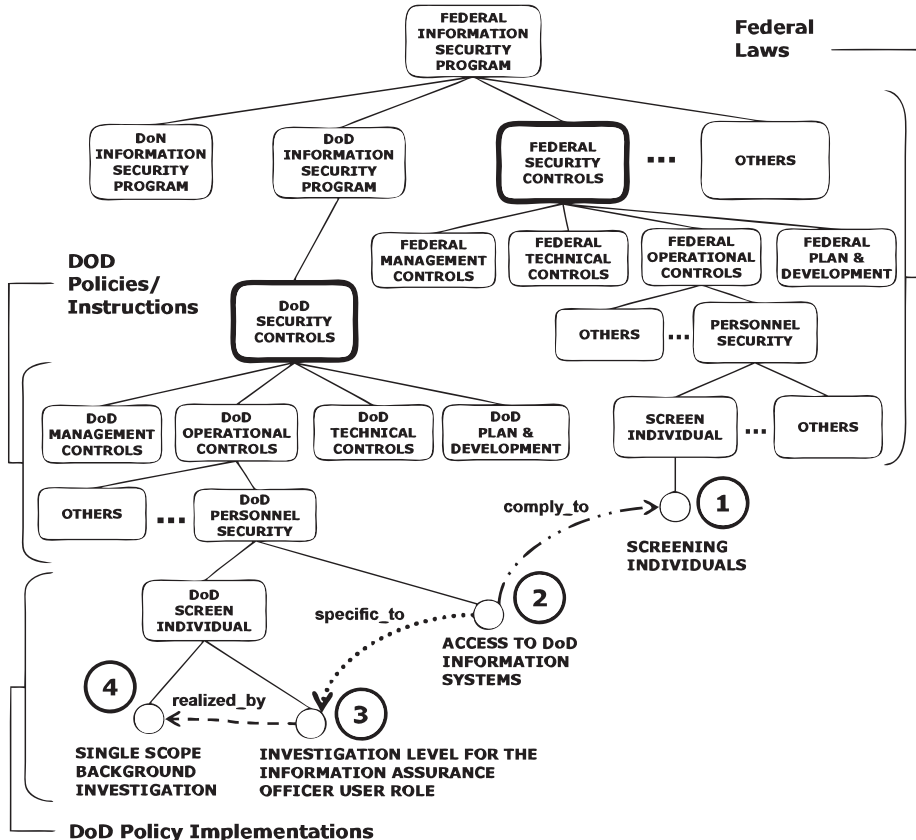 FEDERAL
INFORMATION
SECURITY
PROGRAM
Federal
Laws
DoN
INFORMATION
SECURITY
PROGRAM
DoD
INFORMATION
SECURITY
PROGRAM
FEDERAL
SECURITY
CONTROLS
...
OTHERS
FEDERAL
MANAGEMENT
CONTROLS
FEDERAL
TECHNICAL
CONTROLS
FEDERAL
OPERATIONAL
CONTROLS
FEDERAL
PLAN &
DEVELOPMENT
DOD
Policies/
Instructions
DoD
SECURITY
CONTROLS
OTHERS
...
PERSONNEL
SECURITY
DoD
MANAGEMENT
CONTROLS
DoD
OPERATIONAL
CONTROLS
DoD
TECHNICAL
CONTROLS
DoD
PLAN &
DEVELOPMENT
SCREEN
INDIVIDUAL
...
OTHERS
OTHERS
...
DoD
PERSONNEL
SECURITY
comply_to
1
SCREENING
INDIVIDUALS
DoD
SCREEN
INDIVIDUAL
specific_to
2
ACCESS TO DoD
INFORMATION
SYSTEMS
4
realized_by
3
SINGLE SCOPE
BACKGROUND
INVESTIGATION
INVESTIGATION LEVEL FOR THE
INFORMATION ASSURANCE
OFFICER USER ROLE
DoD Policy Implementations